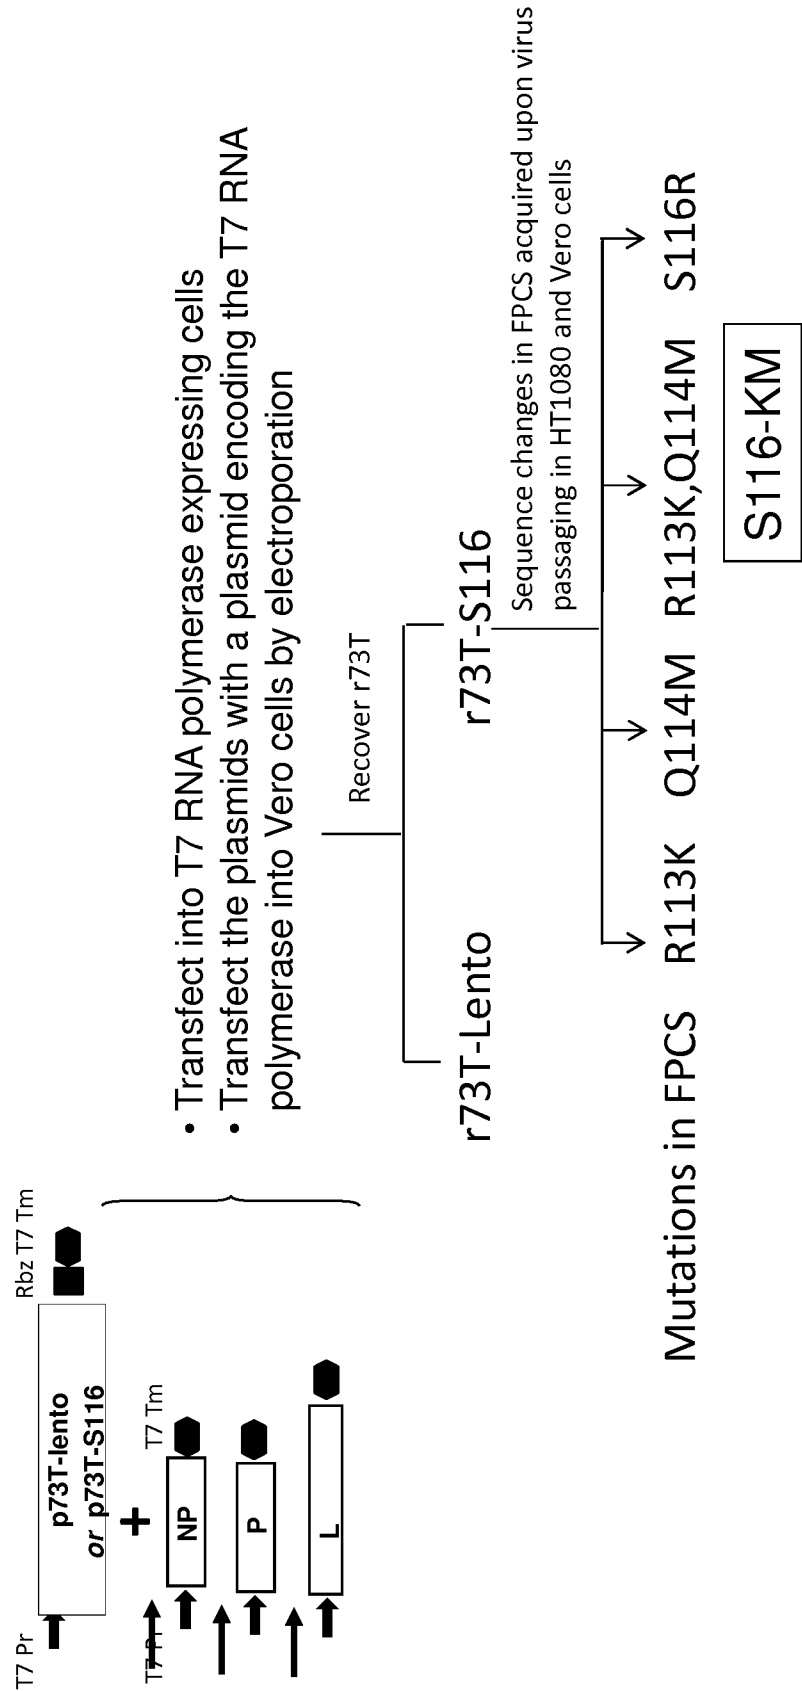 T7 Pr
Rbz T7 Tm
p73T-lento
or p73T-S116
+
T7 Pr
T7 Tm
NP
P
L
• Transfect into T7 RNA polymerase expressing cells
• Transfect the plasmids with a plasmid encoding the T7 RNA
polymerase into Vero cells by electroporation
Recover r73T
r73T-Lento
r73T-S116
Sequence changes in FPCS acquired upon virus
passaging in HT1080 and Vero cells
Mutations in FPCS R113K Q114M R113K,Q114M S116R
S116-KM